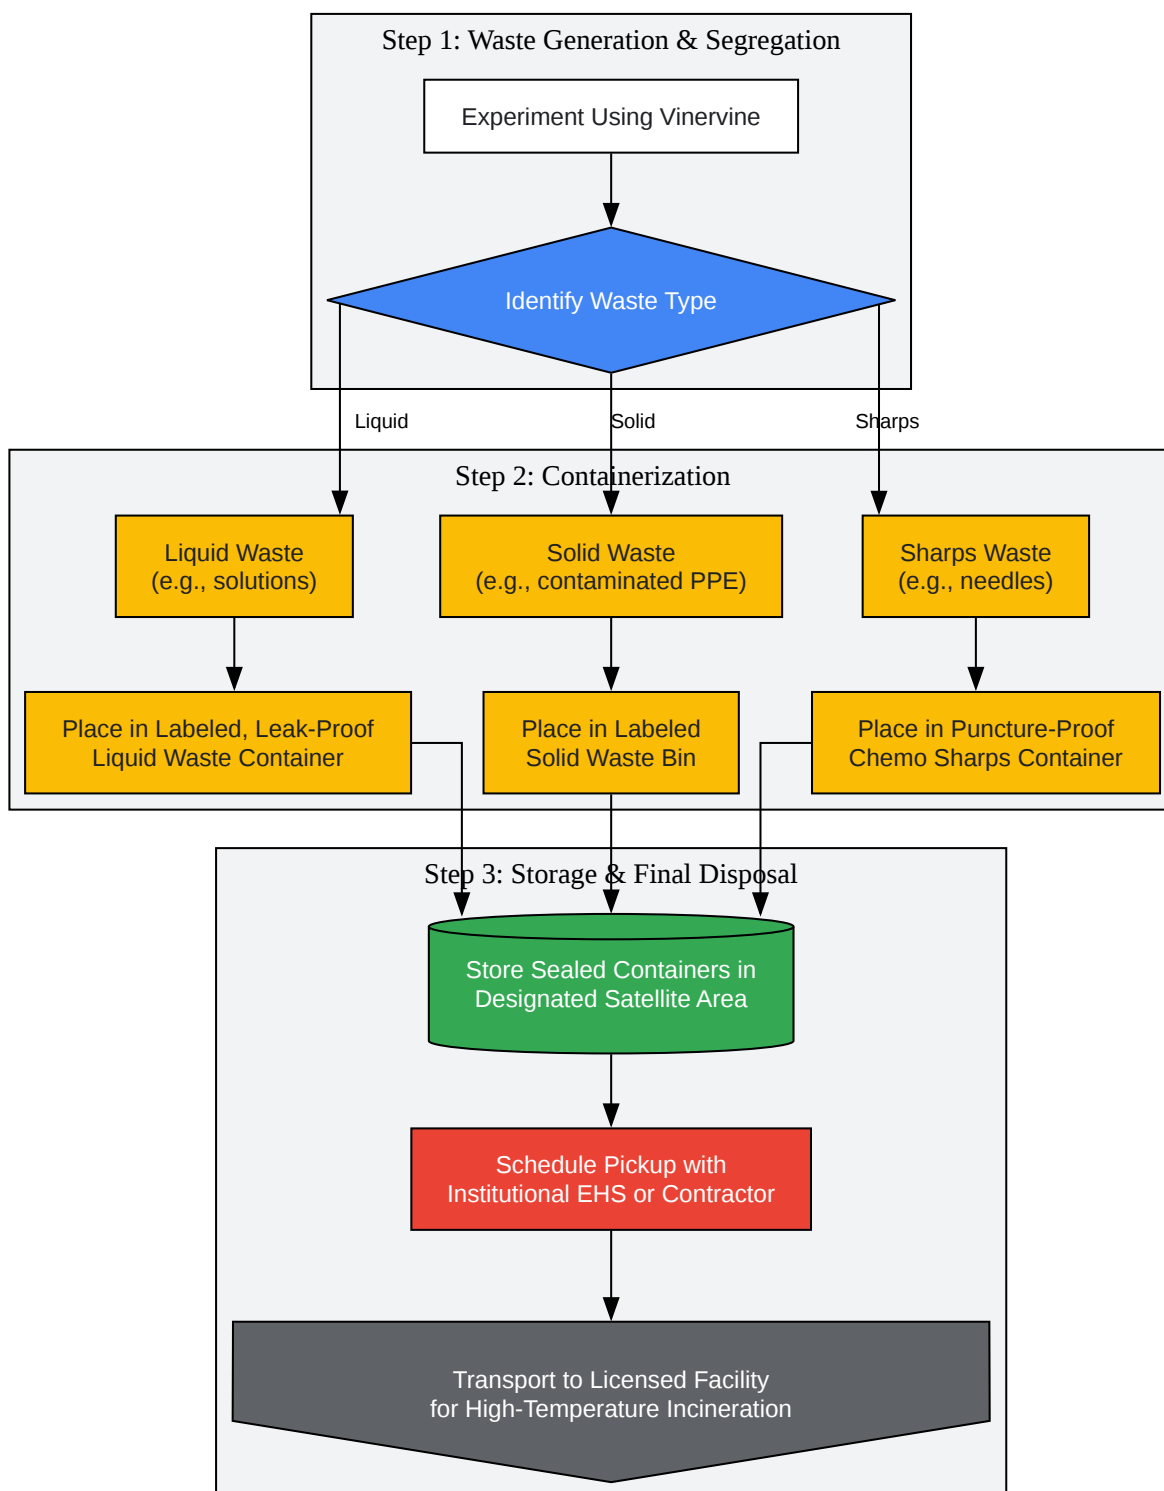 Step 1: Waste Generation & Segregation
Experiment Using Vinervine
Identify Waste Type
Liquid
Solid
Sharps
Step 2: Containerization
Liquid Waste
(e.g., solutions)
Solid Waste
(e.g., contaminated PPE)
Sharps Waste
(e.g., needles)
Place in Labeled, Leak-Proof
Liquid Waste Container
Place in Labeled
Solid Waste Bin
Place in Puncture-Proof
Chemo Sharps Container
Step 3: Storage & Final Disposal
Store Sealed Containers in
Designated Satellite Area
Schedule Pickup with
Institutional EHS or Contractor
Transport to Licensed Facility
for High-Temperature Incineration